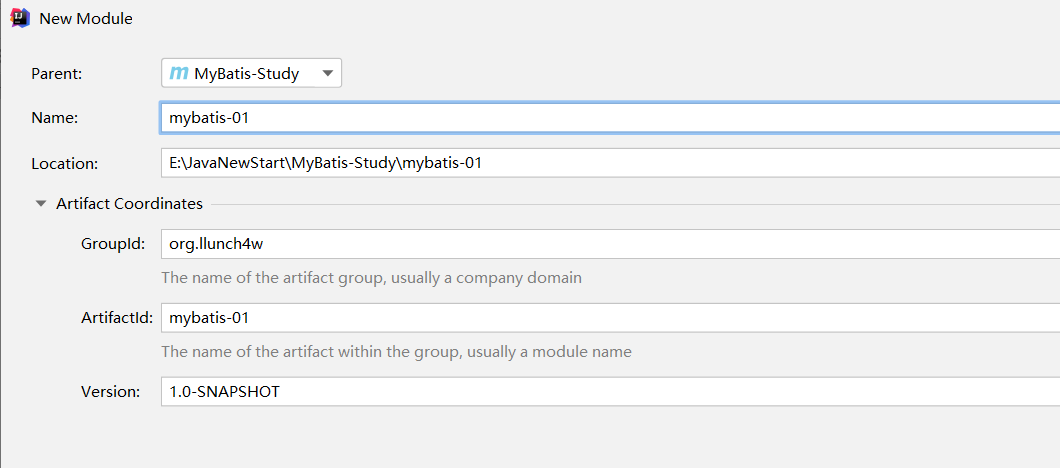 New Module
Parent: m MyBatis-Study
Name: mybatis-01
Location: E:\JavaNewStart\MyBatis-Study\mybatis-01
Artifact Coordinates
GroupId: org.llunch4w
The name of the artifact group, usually a company domain
ArtifactId: mybatis-01
The name of the artifact within the group, usually a module name
Version: 1.0-SNAPSHOT